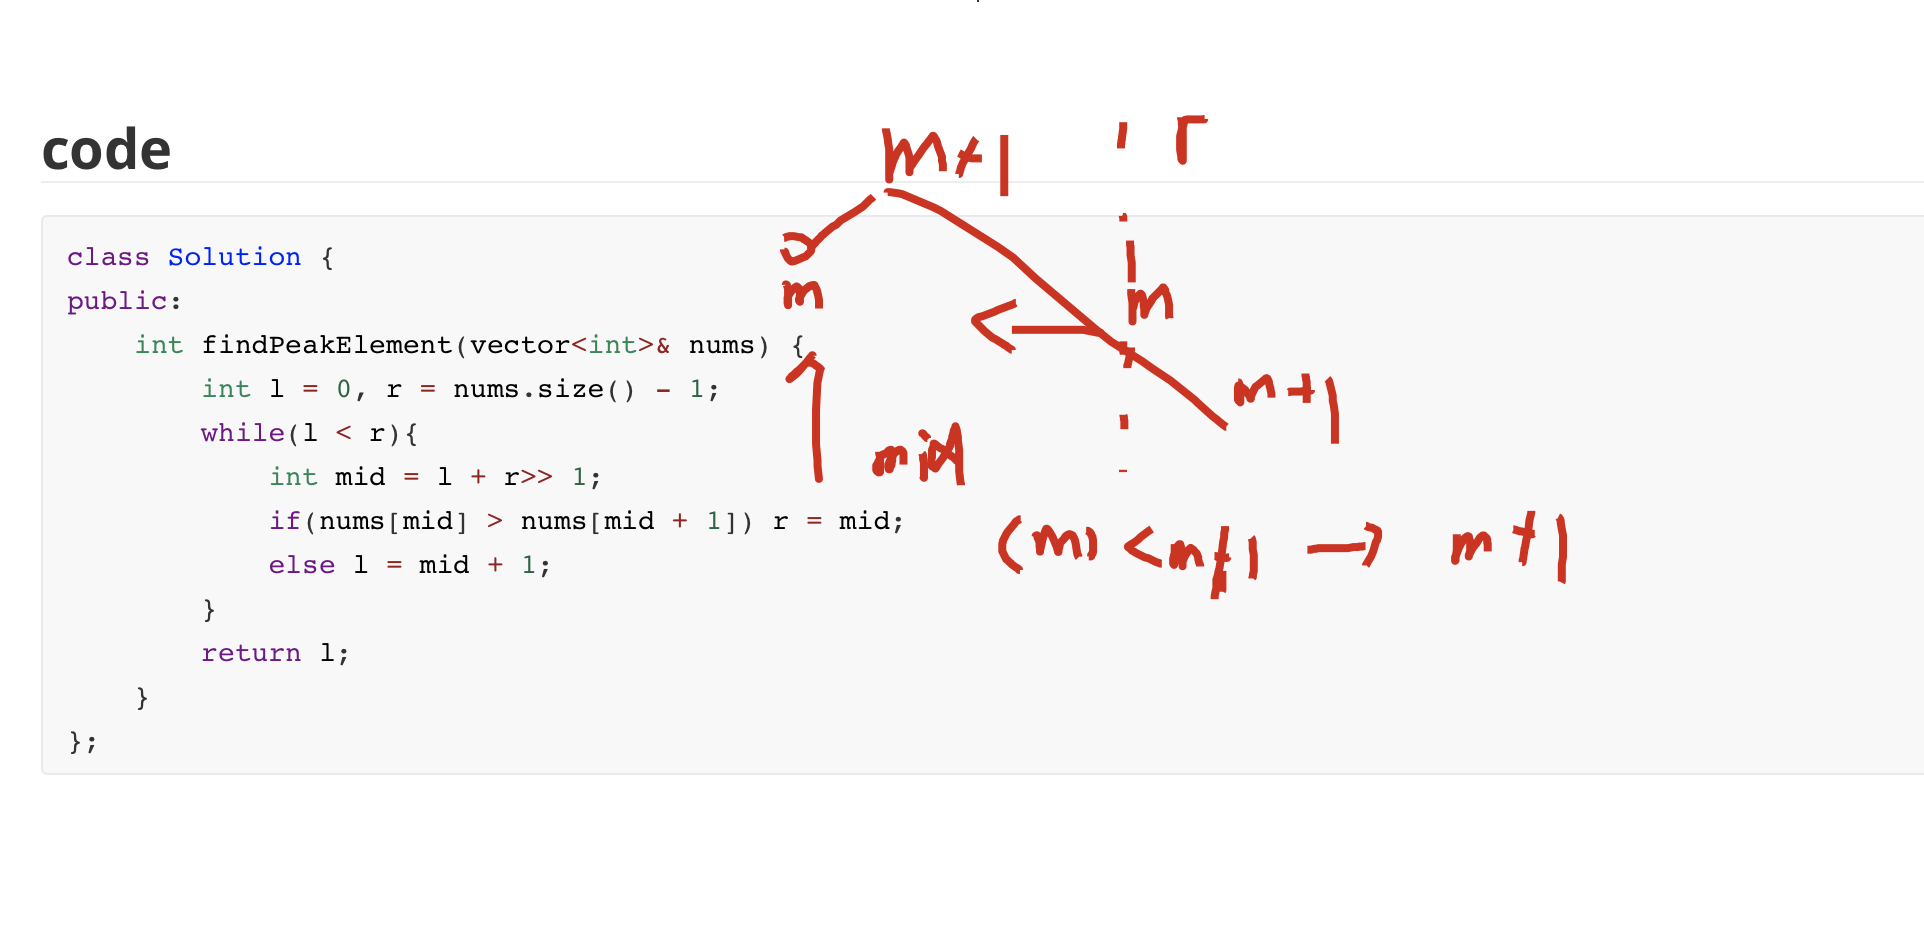 code
m+1
r
class Solution {
public:
m
m
int findPeakElement(vector<int>& nums) {
int l = 0, r = nums.size() - 1;
m+1
while(l < r){
mid
int mid = l + r>> 1;
if(nums[mid] > nums[mid + 1]) r = mid;
(m) < m+1 → m+1
else l = mid + 1;
}
return l;
}
};